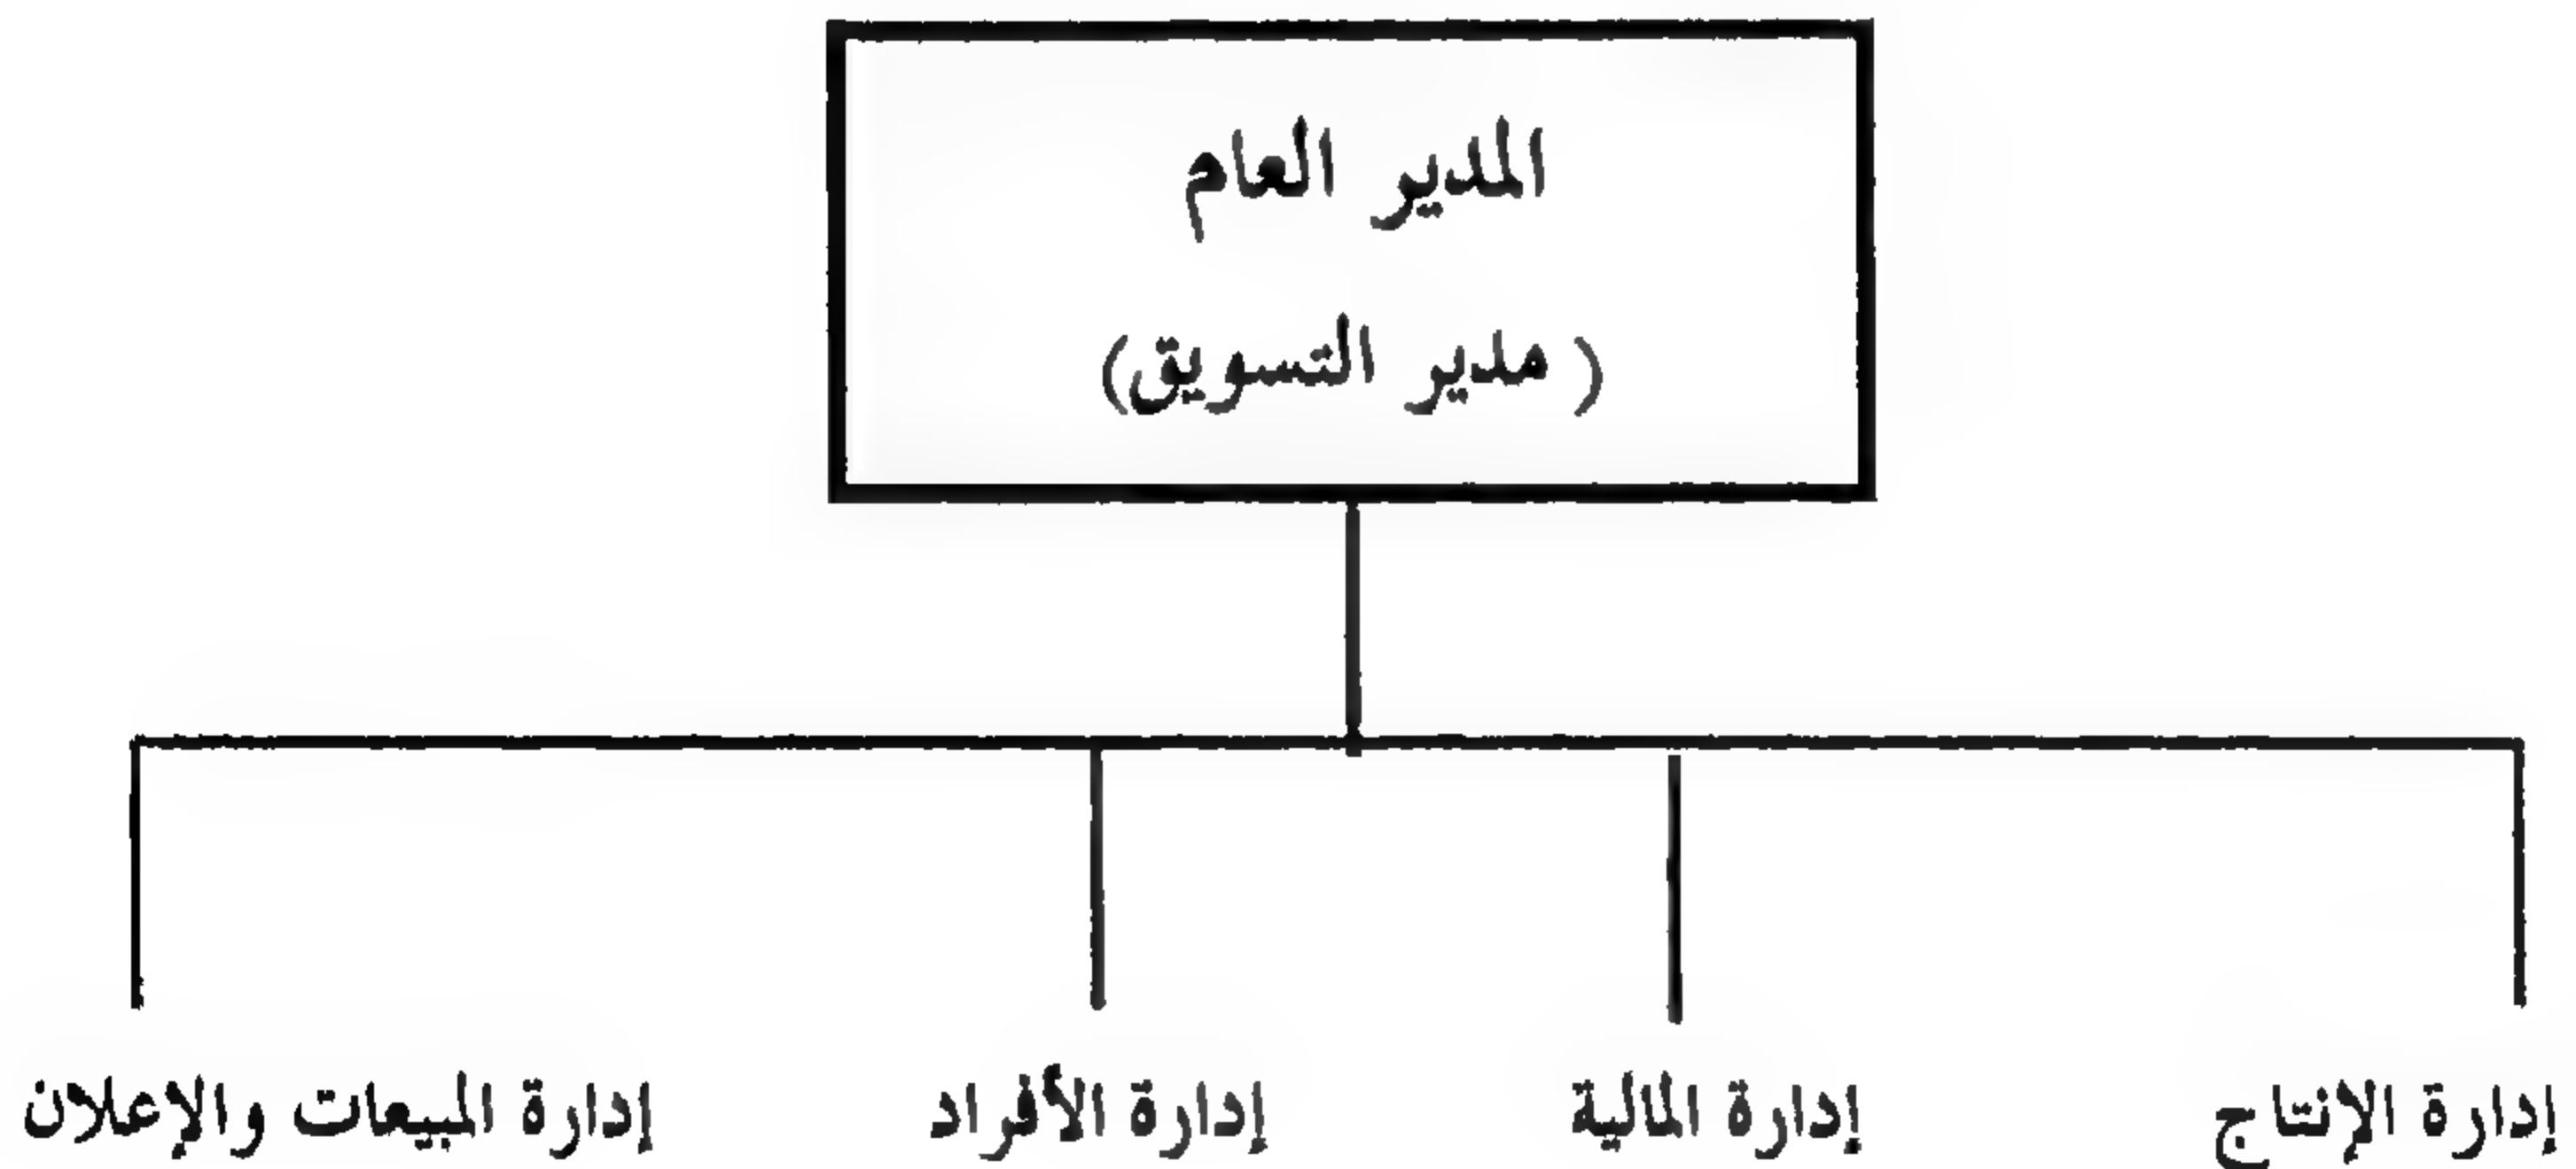 المدير العام
( مدير التسويق)
إدارة الإنتاج
إدارة المالية
إدارة الأفراد
إدارة المبيعات والإعلان